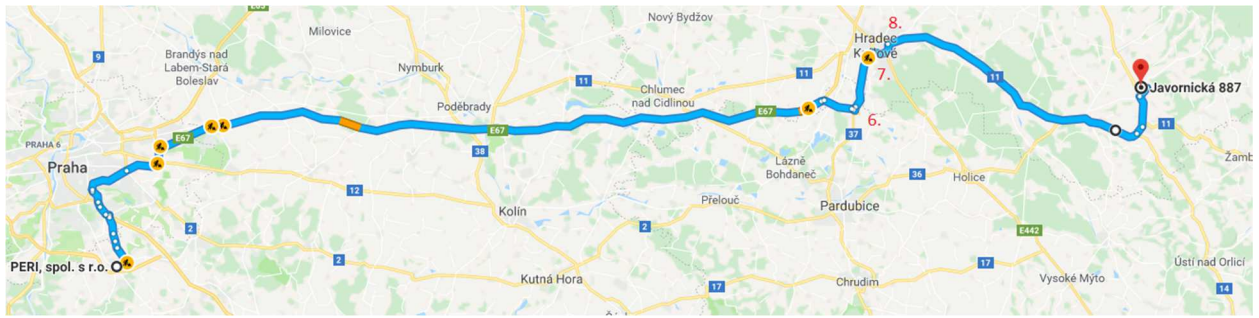 E65
Nový Bydžov
8.
Milovice
Hradec
Králové
9
Brandýs nad
Labem-Stará
Boleslav
Nymburk
7.
11
11
11
Javornická 887
Chlumec
nad Cidlinou
Poděbrady
E67
6.
11
E67
E67
37
PRAHA 6
38
Žamb
Praha
Lázně
Bohdaneč
36
Holice
12
Přelouč
Pardubice
Kolín
2
2
E442
PERI, spol. s r.o.
2
17
Ústí nad Orlicí
Kutná Hora
Chrudim
Vysoké Mýto
17
14